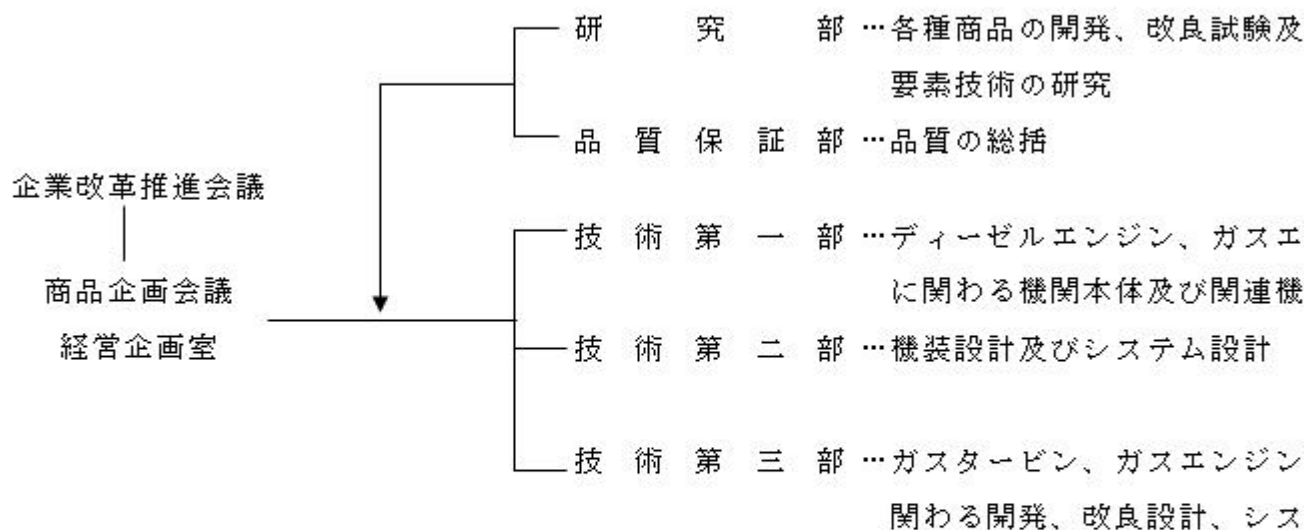 研究部…各種商品の開発、改良試験及
要素技術の研究
品質保証部…品質の総括
企業改革推進会議
商品企画会議
経営企画室
技術第一部…ディーゼルエンジン、ガスエ
に関わる機関本体及び関連機
技術第二部…機装設計及びシステム設計
技術第三部…ガスタービン、ガスエンジン
関わる開発、改良設計、シス